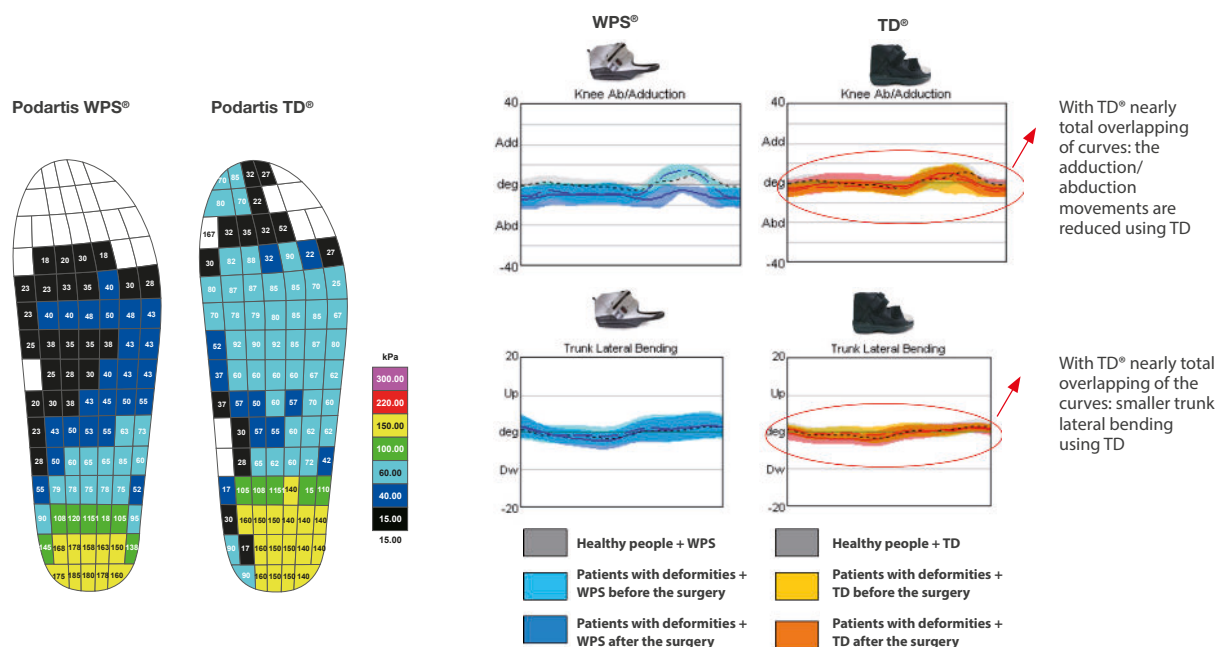 Podartis WPS®
18 20 30 18
23 23 33 35 40 30 28
23 40 40 48 50 48 43
25 38 35 35 38 43 43
25 28 30 40 43 43
20 30 38 43 45 50 55
23 43 50 53 55 63 73
28 50 60 65 65 85 60
55 79 78 75 78 75 52
90 108 120 115 118 105 95
145 168 178 158 163 150 138
175 185 180 178 160
Podartis TD®
70 85 32 27
80 70 22
167 32 35 32 52
30 82 88 32 90 22 27
80 87 87 85 85 70 25
70 78 79 80 85 85 67
52 92 90 92 85 87 80
37 60 60 60 67 67 62
37 57 50 60 57 70 60
30 57 55 60 62 62
28 65 62 60 72 42
17 105 108 115 140 15 110
30 160 150 150 140 140 140
90 17 160 150 150 140 140
90 160 150 150 140
kPa
300.00
220.00
150.00
100.00
60.00
40.00
15.00
15.00
WPS®
Knee Ab/Adduction
40
Add
deg
Abd
-40
TD®
Knee Ab/Adduction
40
Add
deg
Abd
-40
With TD® nearly
total overlapping
of curves: the
adduction/
abduction
movements are
reduced using TD
Trunk Lateral Bending
20
Up
deg
Dw
-20
Trunk Lateral Bending
20
Up
deg
Dw
-20
With TD® nearly total
overlapping of the
curves: smaller trunk
lateral bending
using TD
Healthy people + WPS
Patients with deformities +
WPS before the surgery
Patients with deformities +
WPS after the surgery
Healthy people + TD
Patients with deformities +
TD before the surgery
Patients with deformities +
TD after the surgery